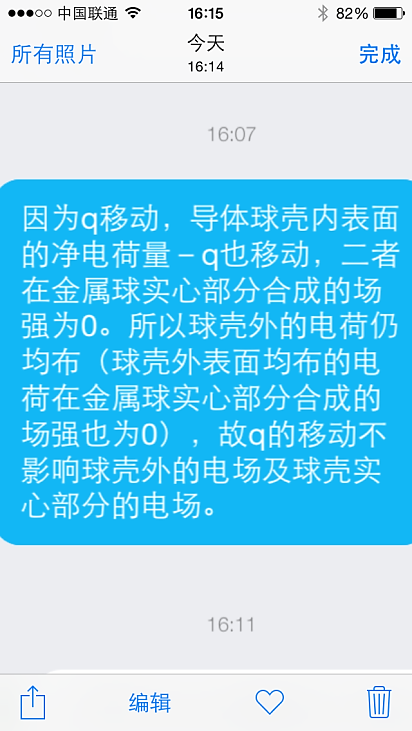 中国联通 16:15 82%
所有照片 今天 完成
16:14
16:07
因为q移动，导体球壳内表面
的净电荷量－q也移动，二者
在金属球实心部分合成的场
强为0。所以球壳外的电荷仍
均布（球壳外表面均布的电
荷在金属球实心部分合成的
场强也为0），故q的移动不
影响球壳外的电场及球壳实
心部分的电场。
16:11
编辑